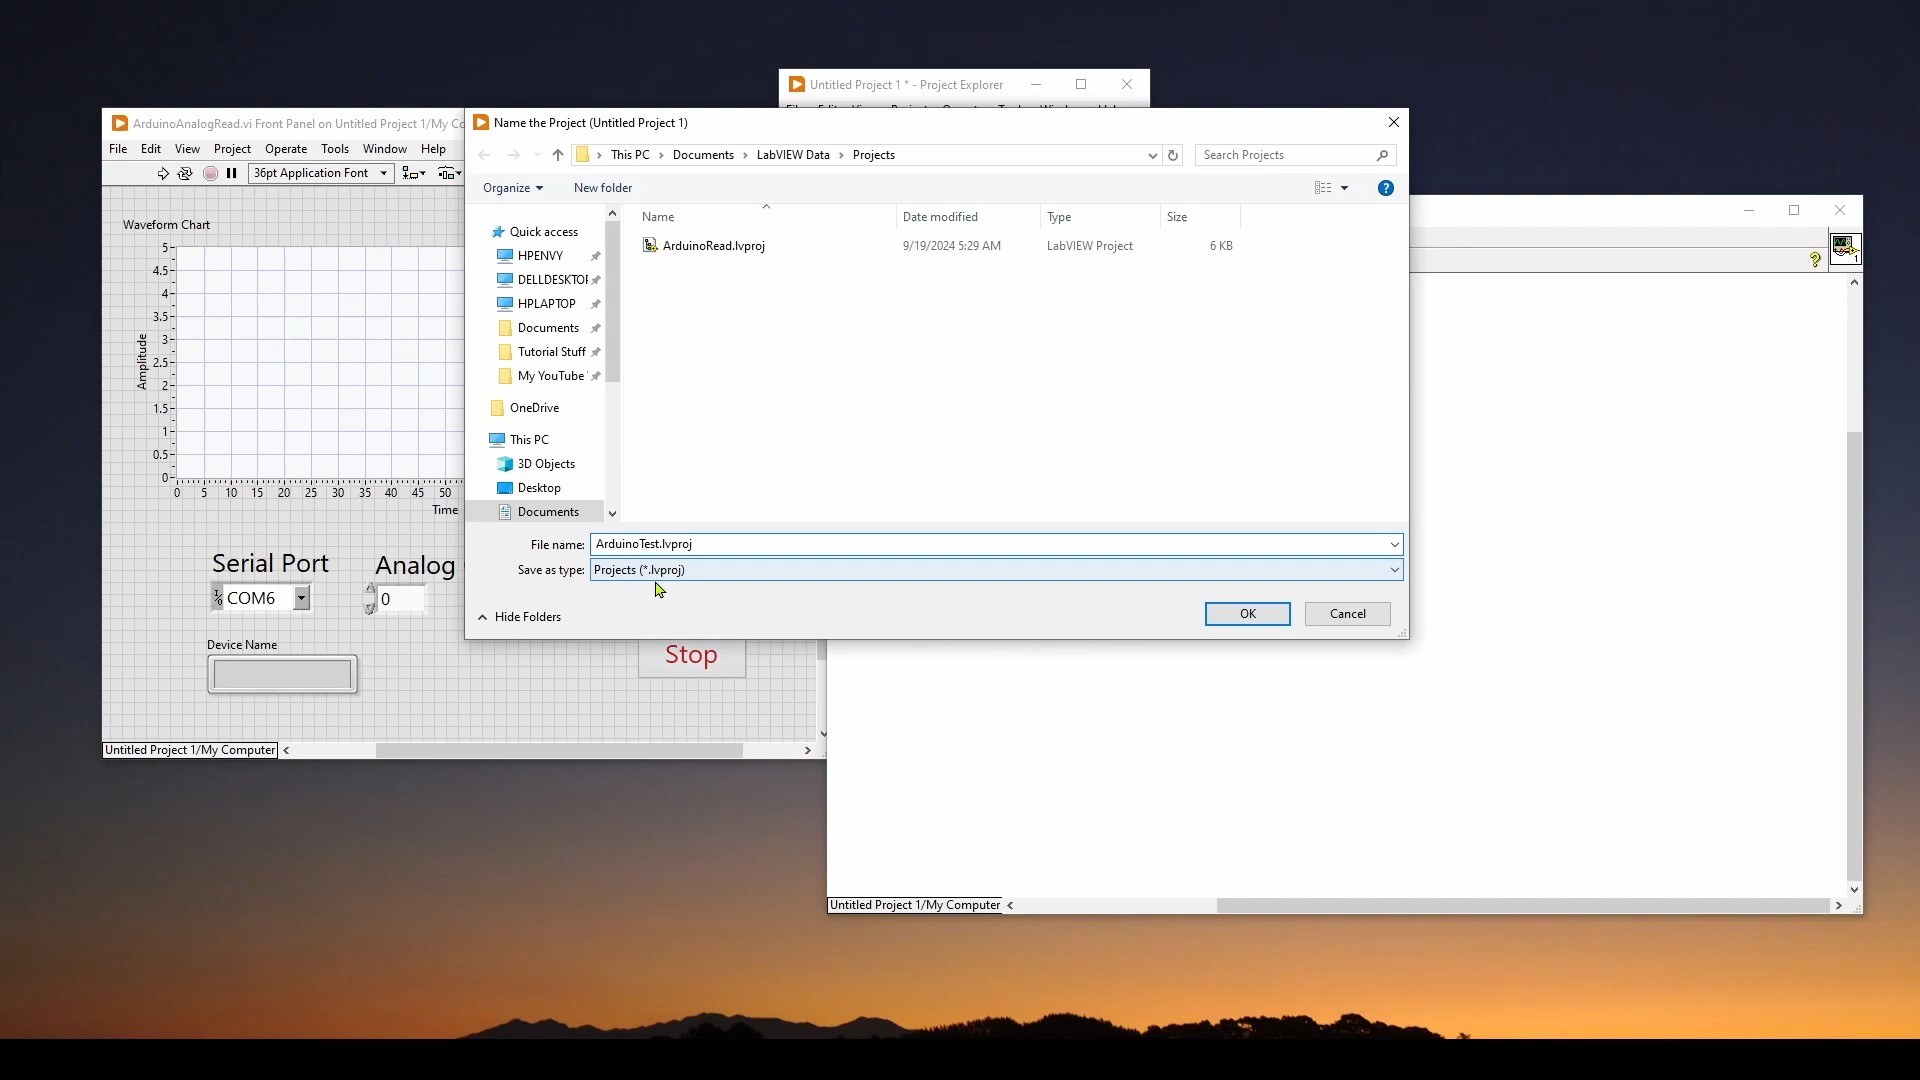 Untitled Project 1 * - Project Explorer
ArduinoAnalogRead.vi Front Panel on Untitled Project 1/My Co
File Edit View Project Operate Tools Window Help
36pt Application Font
Waveform Chart
5
4.5
4
3.5
3
2.5
2
1.5
1
0.5
0
Amplitude
0 5 10 15 20 25 30 35 40 45 50
Time
Serial Port
Analog
COM6
0
Device Name
Stop
Untitled Project 1/My Computer
Name the Project (Untitled Project 1)
This PC › Documents › LabVIEW Data › Projects
Search Projects
Organize
New folder
?
Quick access
HPENVY
DELLDESKTOP
HPLAPTOP
Documents
Tutorial Stuff
My YouTube
OneDrive
This PC
3D Objects
Desktop
Documents
Name Date modified Type Size
ArduinoRead.lvproj 9/19/2024 5:29 AM LabVIEW Project 6 KB
File name: ArduinoTest.lvproj
Save as type: Projects (*.lvproj)
Hide Folders
OK
Cancel
?
1
Untitled Project 1/My Computer